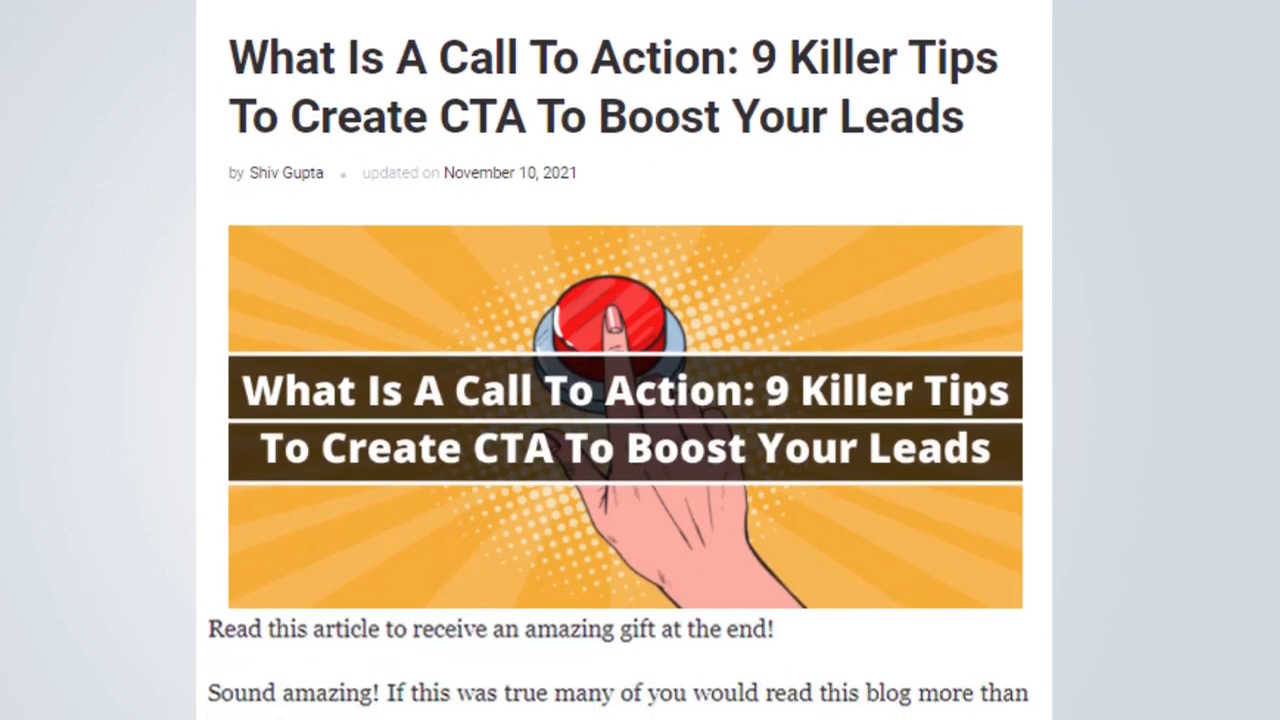 What Is A Call To Action: 9 Killer Tips
To Create CTA To Boost Your Leads
by Shiv Gupta • updated on November 10, 2021
What Is A Call To Action: 9 Killer Tips
To Create CTA To Boost Your Leads
Read this article to receive an amazing gift at the end!
Sound amazing! If this was true many of you would read this blog more than